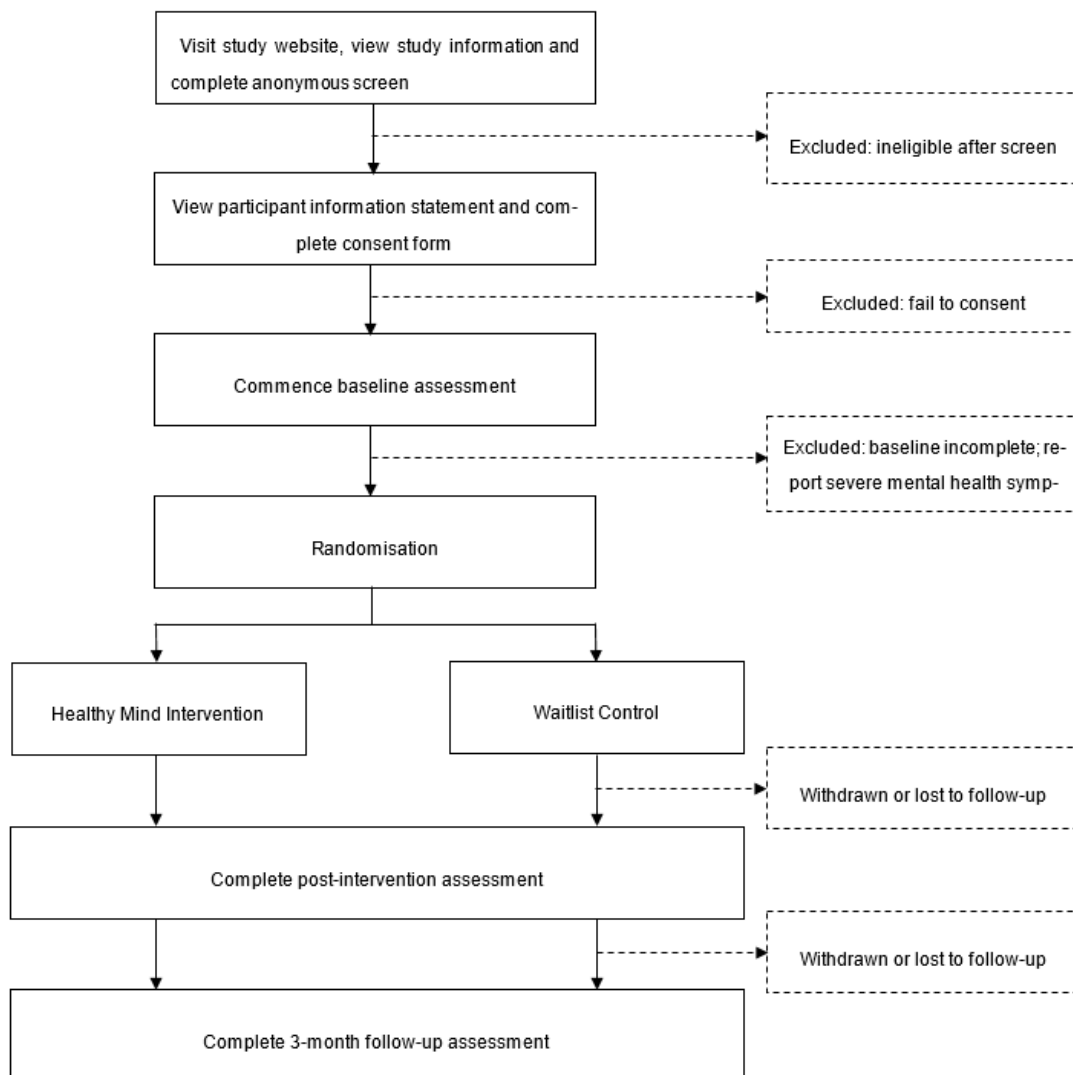 Visit study website, view study information and
complete anonymous screen
Excluded: ineligible after screen
View participant information statement and com-
plete consent form
Excluded: fail to consent
Commence baseline assessment
Excluded: baseline incomplete; re-
port severe mental health symp-
Randomisation
Healthy Mind Intervention
Waitlist Control
Withdrawn or lost to follow-up
Complete post-intervention assessment
Withdrawn or lost to follow-up
Complete 3-month follow-up assessment